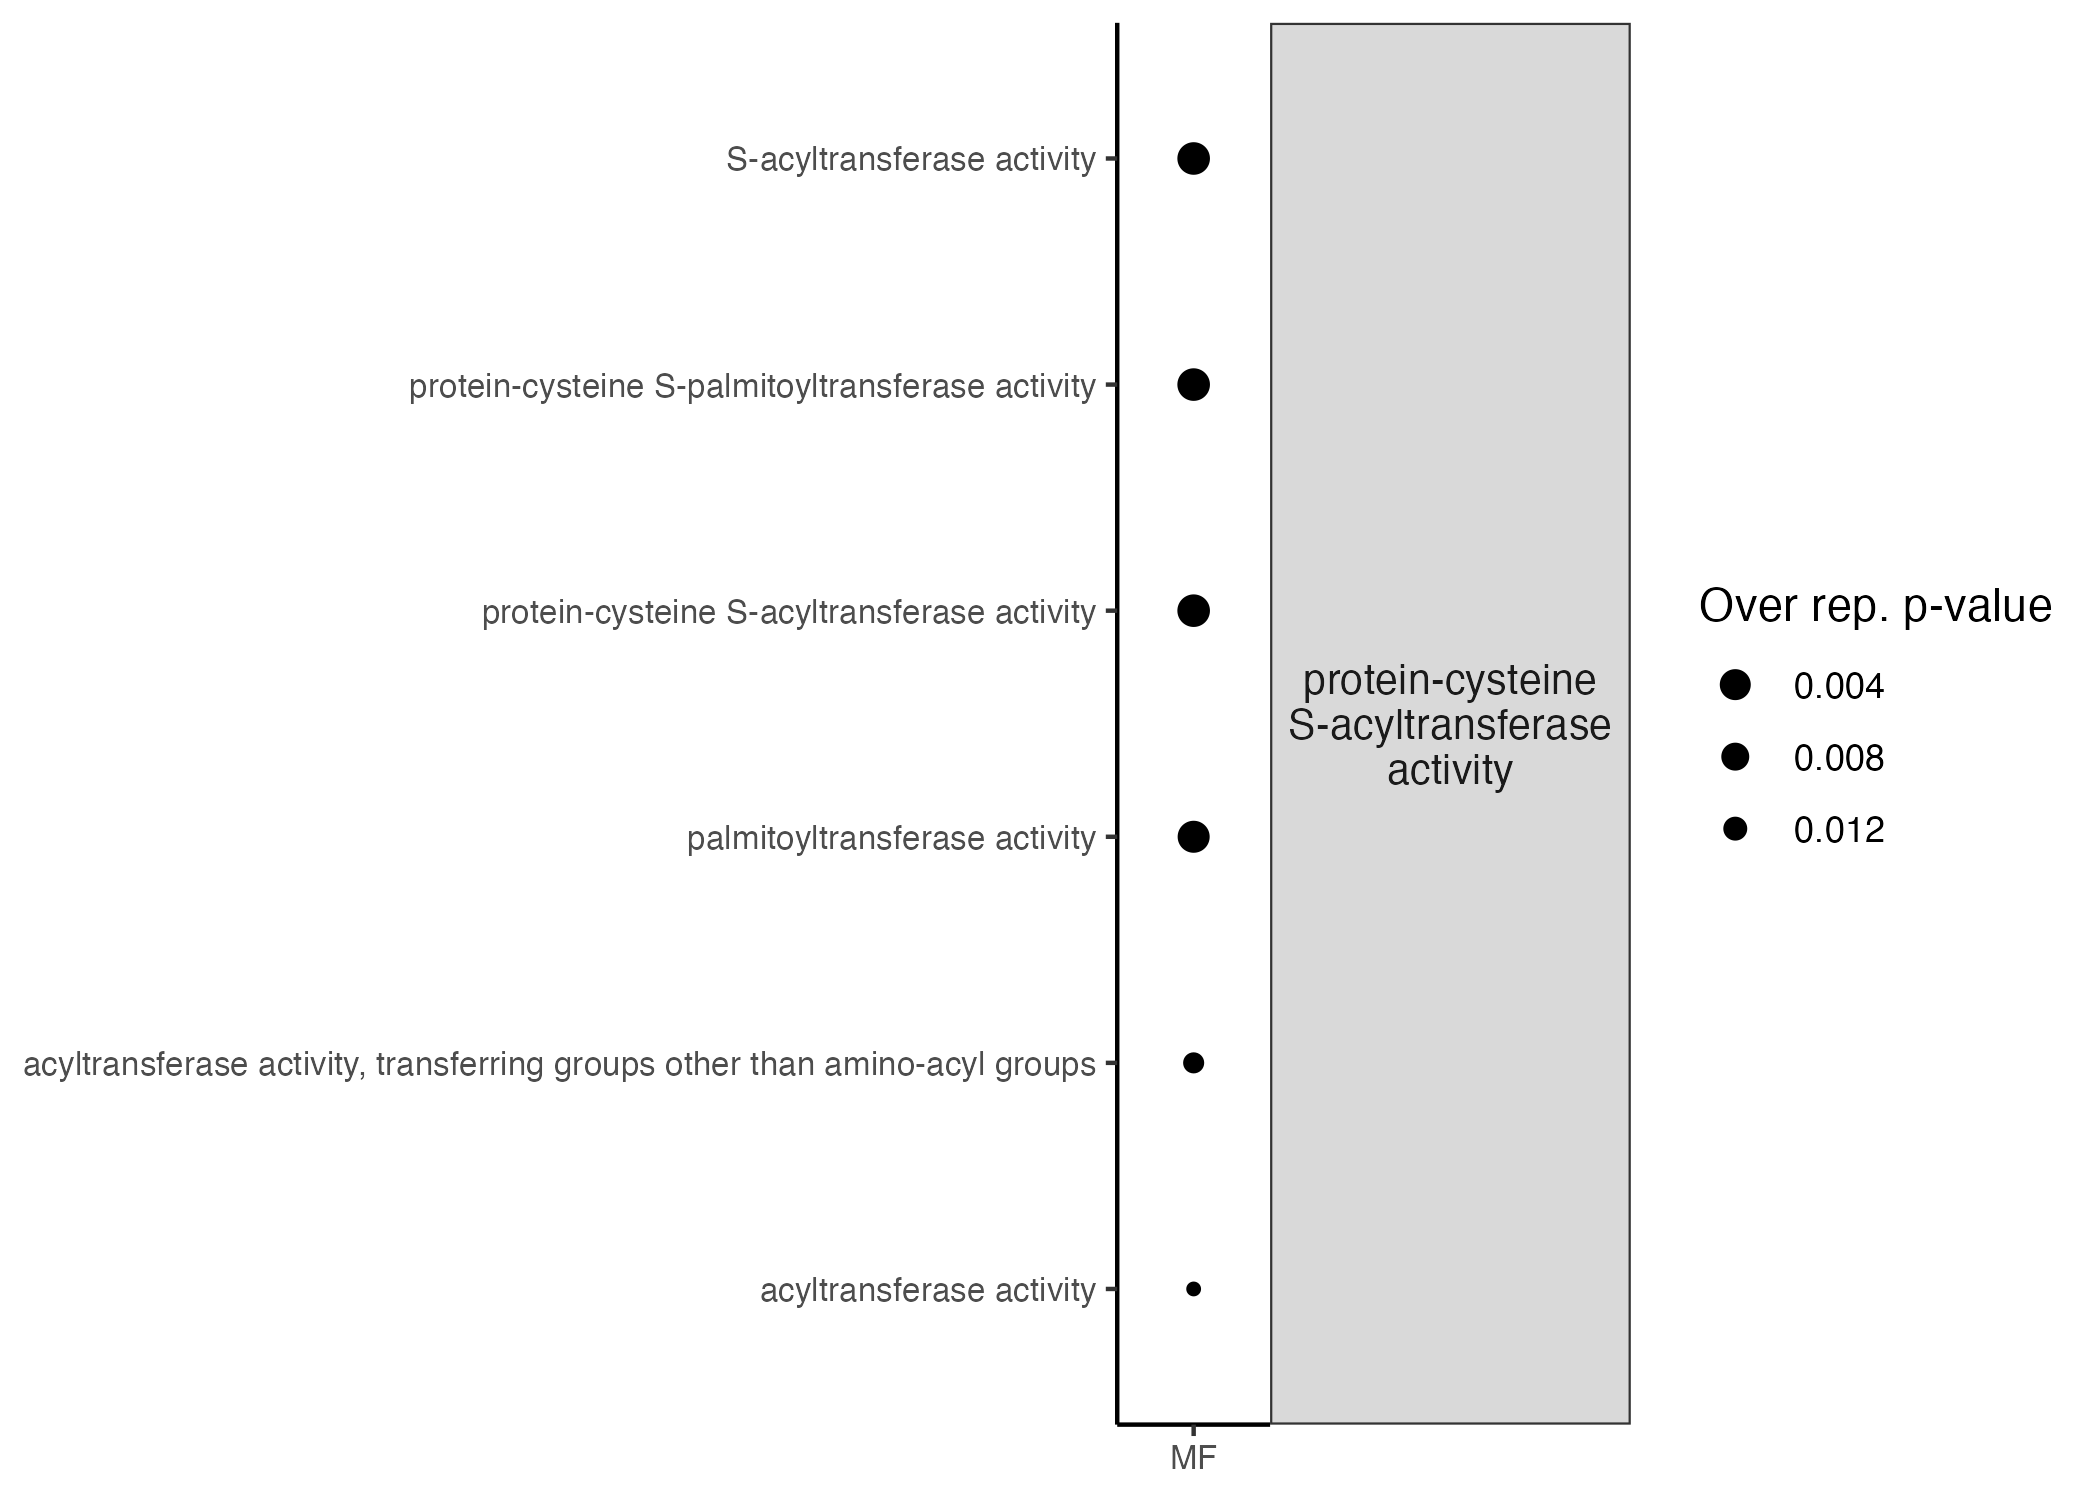 S-acyltransferase activity
protein-cysteine S-palmitoyltransferase activity
protein-cysteine S-acyltransferase activity
palmitoyltransferase activity
acyltransferase activity, transferring groups other than amino-acyl groups
acyltransferase activity
MF
protein-cysteine
S-acyltransferase
activity
Over rep. p-value
0.004
0.008
0.012